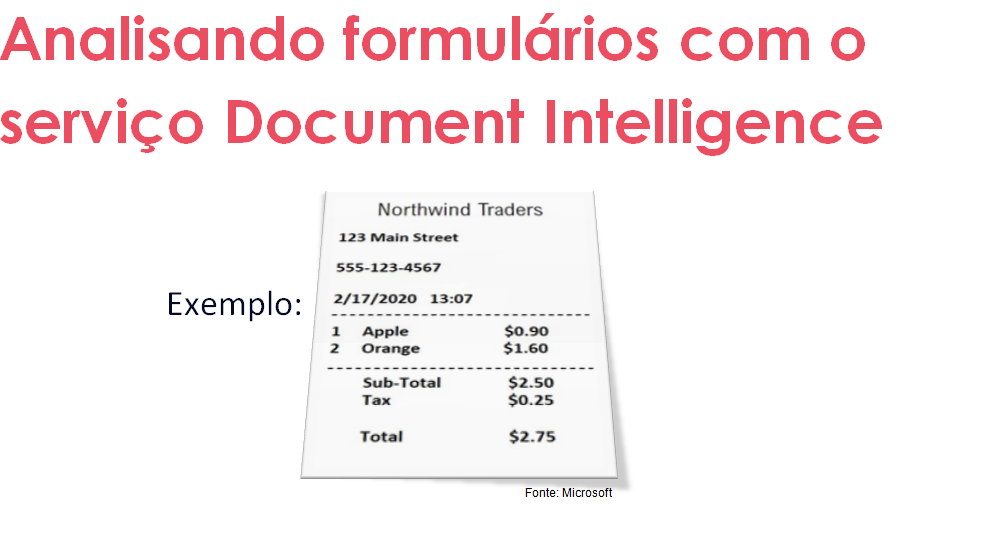 Analisando formulários com o
serviço Document Intelligence
Exemplo:
Northwind Traders
123 Main Street
555-123-4567
2/17/2020 13:07
1 Apple $0.90
2 Orange $1.60
Sub-Total $2.50
Tax $0.25
Total $2.75
Fonte: Microsoft